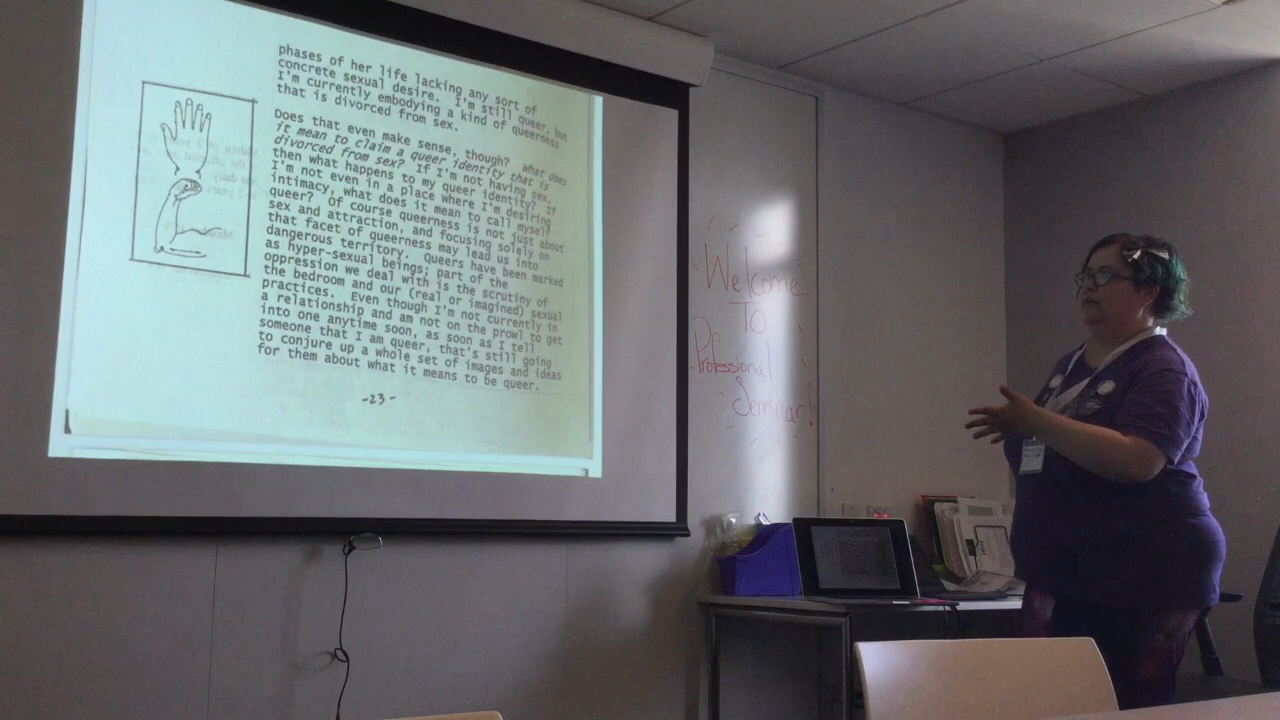 phases of her life lacking any sort of
concrete sexual desire. I'm still queer, but
I'm currently embodying a kind of queerness
that is divorced from sex.
Does that even make sense, though? What does
it mean to claim a queer identity that is
divorced from sex? If I'm not having sex,
then what happens to my queer identity? If
I'm not even in a place where I'm desiring
intimacy, what does it mean to call myself
queer? Of course queerness is not just about
sex and attraction, and focusing solely on
that facet of queerness may lead us into
dangerous territory. Queers have been marked
as hyper-sexual beings; part of the
oppression we deal with is the scrutiny of
the bedroom and our (real or imagined) sexual
practices. Even though I'm not currently in
a relationship and am not on the prowl to get
into one anytime soon, as soon as I tell
someone that I am queer, that's still going
to conjure up a whole set of images and ideas
for them about what it means to be queer.
-23-
Welcome
To
Professional
Seminar!